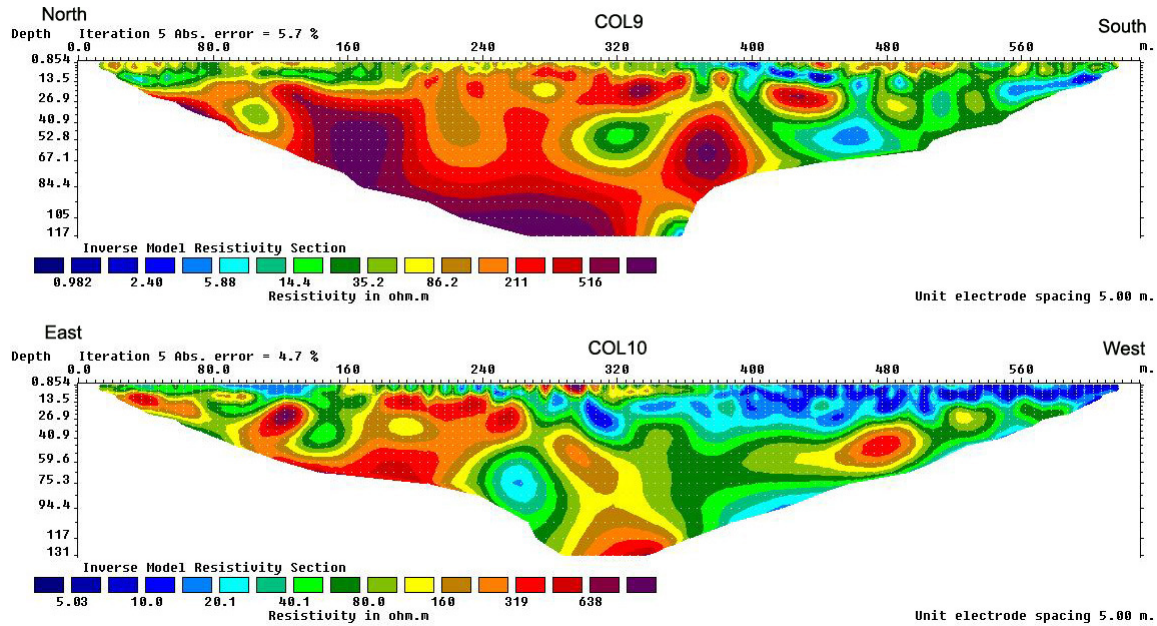 North COL9 South
Depth Iteration 5 Abs. error = 5.7 %
0.0 80.0 160 240 320 400 480 560 m.
0.854
13.5
26.9
40.9
52.8
67.1
84.4
105
117
Inverse Model Resistivity Section
0.982 2.40 5.88 14.4 35.2 86.2 211 516
Resistivity in ohm.m
Unit electrode spacing 5.00 m.
East COL10 West
Depth Iteration 5 Abs. error = 4.7 %
0.0 80.0 160 240 320 400 480 560 m.
0.854
13.5
26.9
40.9
59.6
75.3
94.4
117
131
Inverse Model Resistivity Section
5.03 10.0 20.1 40.1 80.0 160 319 638
Resistivity in ohm.m
Unit electrode spacing 5.00 m.